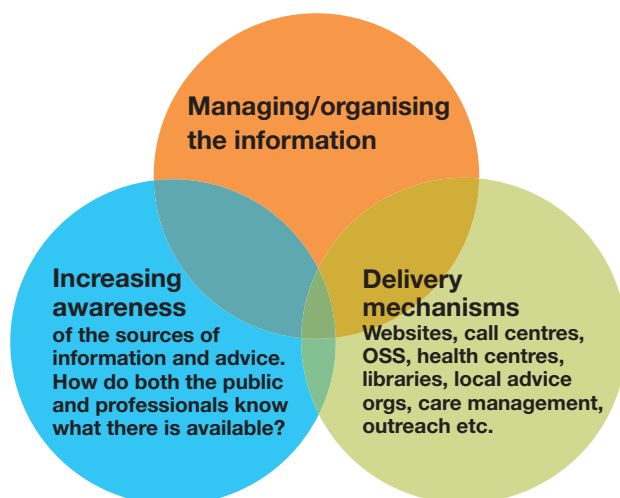 Managing/organising
the information
Increasing
awareness
of the sources of
information and advice.
How do both the public
and professionals know
what there is available?
Delivery
mechanisms
Websites, call centres,
OSS, health centres,
libraries, local advice
orgs, care management,
outreach etc.